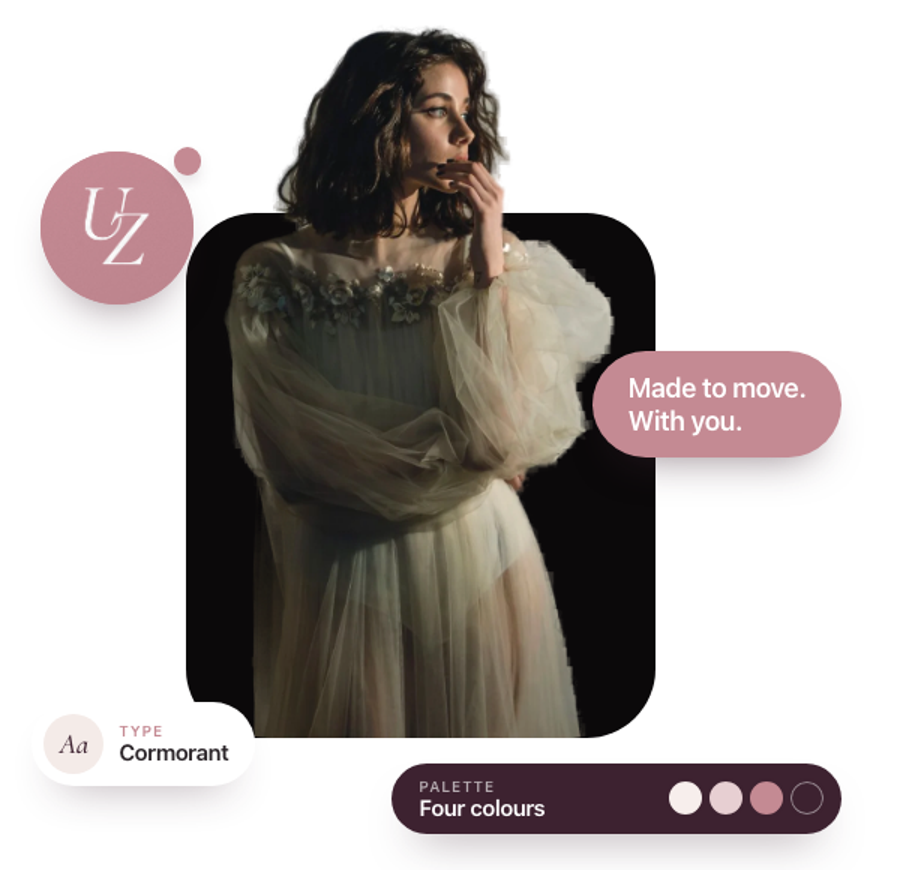 UZ
Made to move.
With you.
Aa
TYPE
Cormorant
PALETTE
Four colours